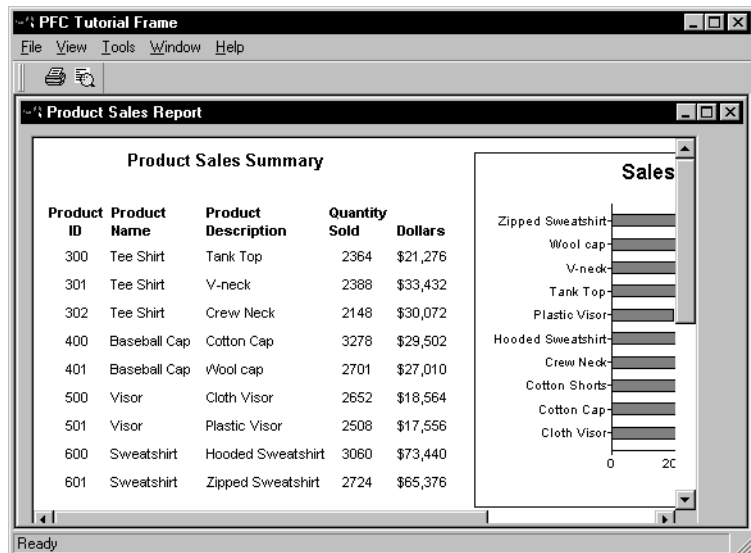 PFC Tutorial Frame
File View Tools Window Help
Product Sales Report
Product Sales Summary
Product ID Product Name Product Description Quantity Sold Dollars
300 Tee Shirt Tank Top 2364 $21,276
301 Tee Shirt V-neck 2388 $33,432
302 Tee Shirt Crew Neck 2148 $30,072
400 Baseball Cap Cotton Cap 3278 $29,502
401 Baseball Cap Wool cap 2701 $27,010
500 Visor Cloth Visor 2652 $18,564
501 Visor Plastic Visor 2508 $17,556
600 Sweatshirt Hooded Sweatshirt 3060 $73,440
601 Sweatshirt Zipped Sweatshirt 2724 $65,376
Sales
Zipped Sweatshirt
Wool cap
V-neck
Tank Top
Plastic Visor
Hooded Sweatshirt
Crew Neck
Cotton Shorts
Cotton Cap
Cloth Visor
0
Ready